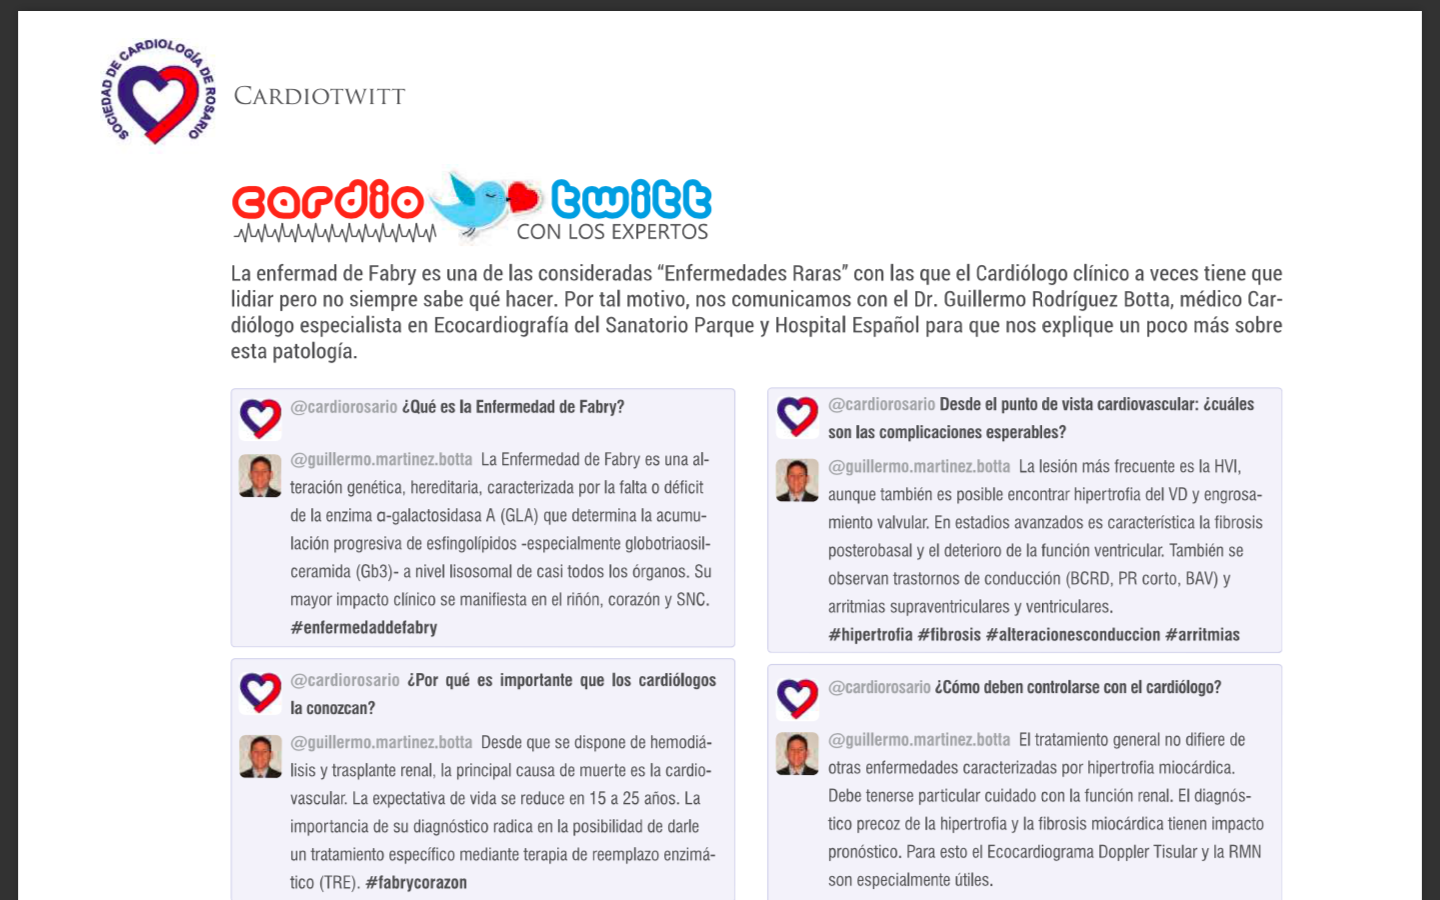 SOCIEDAD DE CARDIOLOGÍA DE ROSARIO
CARDIOTWITT
cardio twitt
CON LOS EXPERTOS
La enfermad de Fabry es una de las consideradas “Enfermedades Raras” con las que el Cardiólogo clínico a veces tiene que
lidiar pero no siempre sabe qué hacer. Por tal motivo, nos comunicamos con el Dr. Guillermo Rodríguez Botta, médico Car-
diólogo especialista en Ecocardiografía del Sanatorio Parque y Hospital Español para que nos explique un poco más sobre
esta patología.
@cardiorosario ¿Qué es la Enfermedad de Fabry?
@guillermo.martinez.botta La Enfermedad de Fabry es una al-
teración genética, hereditaria, caracterizada por la falta o déficit
de la enzima α-galactosidasa A (GLA) que determina la acumu-
lación progresiva de esfingolípidos -especialmente globotriaosil-
ceramida (Gb3)- a nivel lisosomal de casi todos los órganos. Su
mayor impacto clínico se manifiesta en el riñón, corazón y SNC.
#enfermedaddefabry
@cardiorosario ¿Por qué es importante que los cardiólogos
la conozcan?
@guillermo.martinez.botta Desde que se dispone de hemodiá-
lisis y trasplante renal, la principal causa de muerte es la cardio-
vascular. La expectativa de vida se reduce en 15 a 25 años. La
importancia de su diagnóstico radica en la posibilidad de darle
un tratamiento específico mediante terapia de reemplazo enzimá-
tico (TRE). #fabrycorazon
@cardiorosario Desde el punto de vista cardiovascular: ¿cuáles
son las complicaciones esperables?
@guillermo.martinez.botta La lesión más frecuente es la HVI,
aunque también es posible encontrar hipertrofia del VD y engrosa-
miento valvular. En estadios avanzados es característica la fibrosis
posterobasal y el deterioro de la función ventricular. También se
observan trastornos de conducción (BCRD, PR corto, BAV) y
arritmias supraventriculares y ventriculares.
#hipertrofia #fibrosis #alteracionesconduccion #arritmias
@cardiorosario ¿Cómo deben controlarse con el cardiólogo?
@guillermo.martinez.botta El tratamiento general no difiere de
otras enfermedades caracterizadas por hipertrofia miocárdica.
Debe tenerse particular cuidado con la función renal. El diagnós-
tico precoz de la hipertrofia y la fibrosis miocárdica tienen impacto
pronóstico. Para esto el Ecocardiograma Doppler Tisular y la RMN
son especialmente útiles.